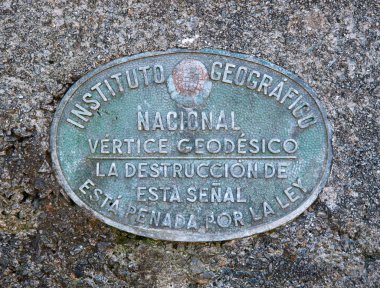 INSTITUTO GEOGRÁFICO
NACIONAL
VÉRTICE GEODÉSICO
LA DESTRUCCIÓN DE
ESTA SEÑAL
ESTÁ PENADA POR LA LEY